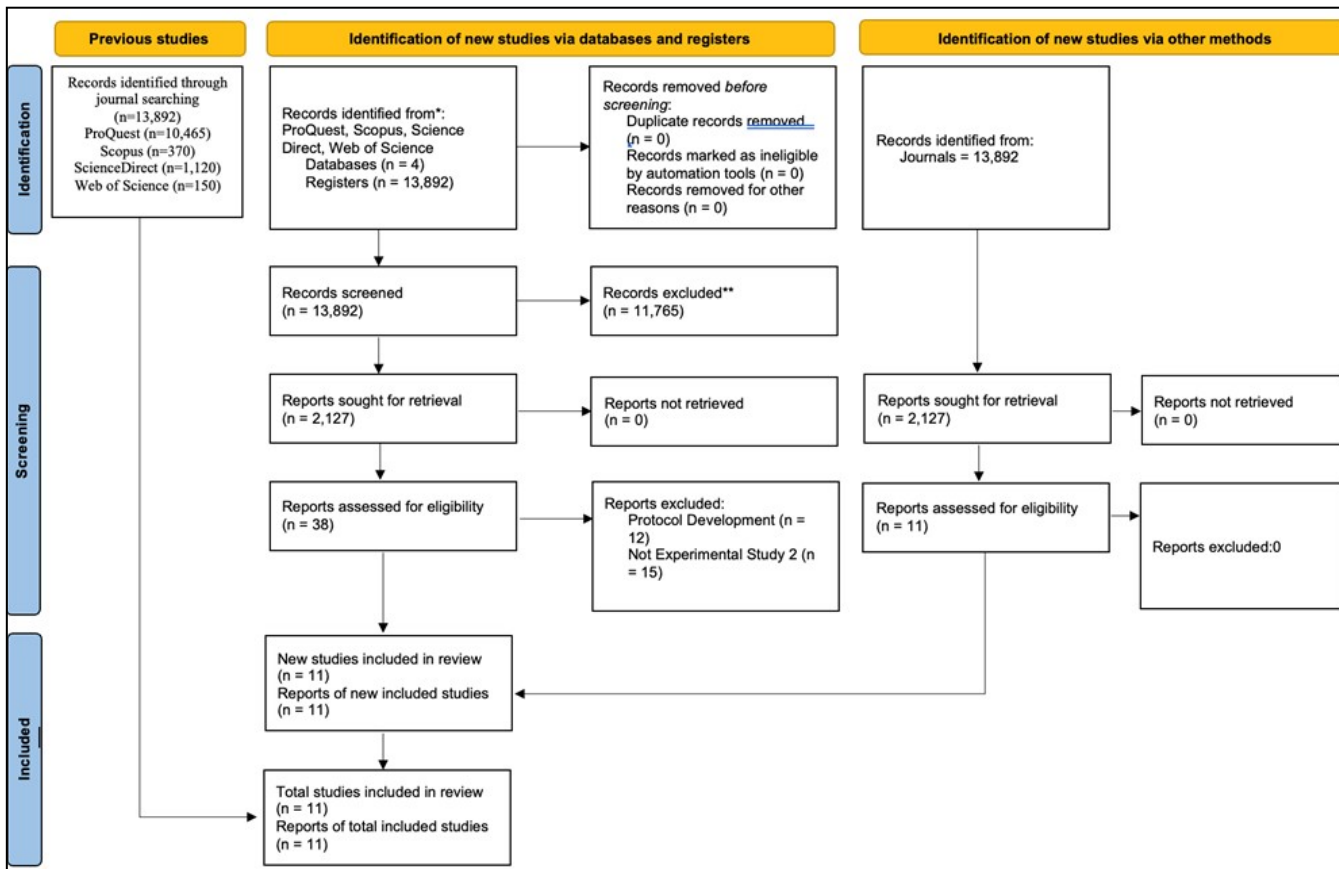 Previous studies
Identification of new studies via databases and registers
Identification of new studies via other methods
Identification
Records identified through
journal searching
(n=13,892)
ProQuest (n=10,465)
Scopus (n=370)
ScienceDirect (n=1,120)
Web of Science (n=150)
Records identified from*:
ProQuest, Scopus, Science
Direct, Web of Science
Databases (n = 4)
Registers (n = 13,892)
Records removed before
screening:
Duplicate records removed
(n = 0)
Records marked as ineligible
by automation tools (n = 0)
Records removed for other
reasons (n = 0)
Records identified from:
Journals = 13,892
Screening
Records screened
(n = 13,892)
Records excluded**
(n = 11,765)
Reports sought for retrieval
(n = 2,127)
Reports not retrieved
(n = 0)
Reports sought for retrieval
(n = 2,127)
Reports not retrieved
(n = 0)
Reports assessed for eligibility
(n = 38)
Reports excluded:
Protocol Development (n =
12)
Not Experimental Study 2 (n
= 15)
Reports assessed for eligibility
(n = 11)
Reports excluded:0
Included
New studies included in review
(n = 11)
Reports of new included studies
(n = 11)
Total studies included in review
(n = 11)
Reports of total included studies
(n = 11)